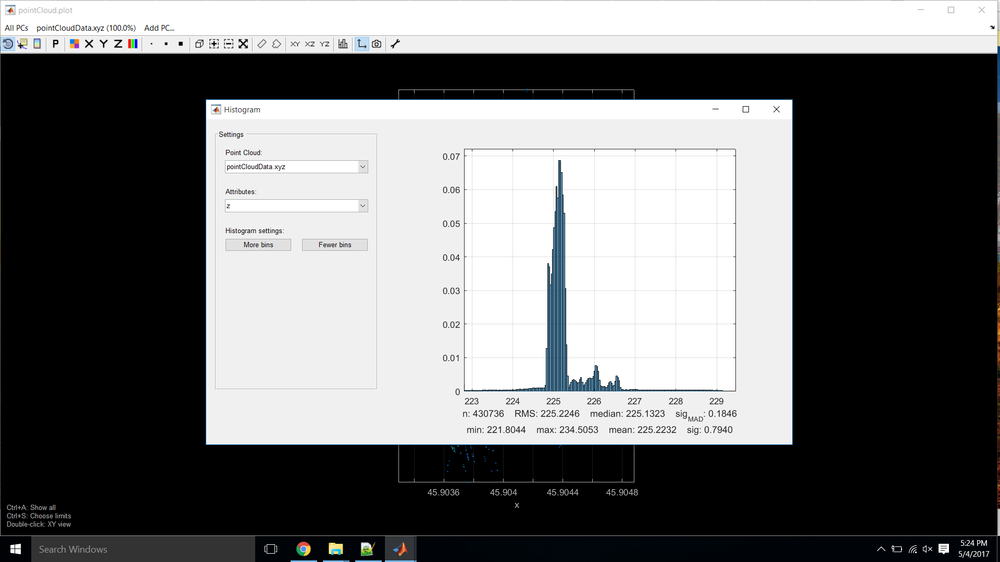 pointCloud.plot
All PCs pointCloudData.xyz (100.0%) Add PC...
P X Y Z XY XZ YZ
Histogram
Settings
Point Cloud:
pointCloudData.xyz
Attributes:
z
Histogram settings:
More bins Fewer bins
0.07
0.06
0.05
0.04
0.03
0.02
0.01
0
223 224 225 226 227 228 229
n: 430736 RMS: 225.2246 median: 225.1323 sigMAD: 0.1846
min: 221.8044 max: 234.5053 mean: 225.2232 sig: 0.7940
45.9036 45.904 45.9044 45.9048
x
Ctrl+A: Show all
Ctrl+S: Choose limits
Double-click: XY view
Search Windows
5:24 PM
5/4/2017